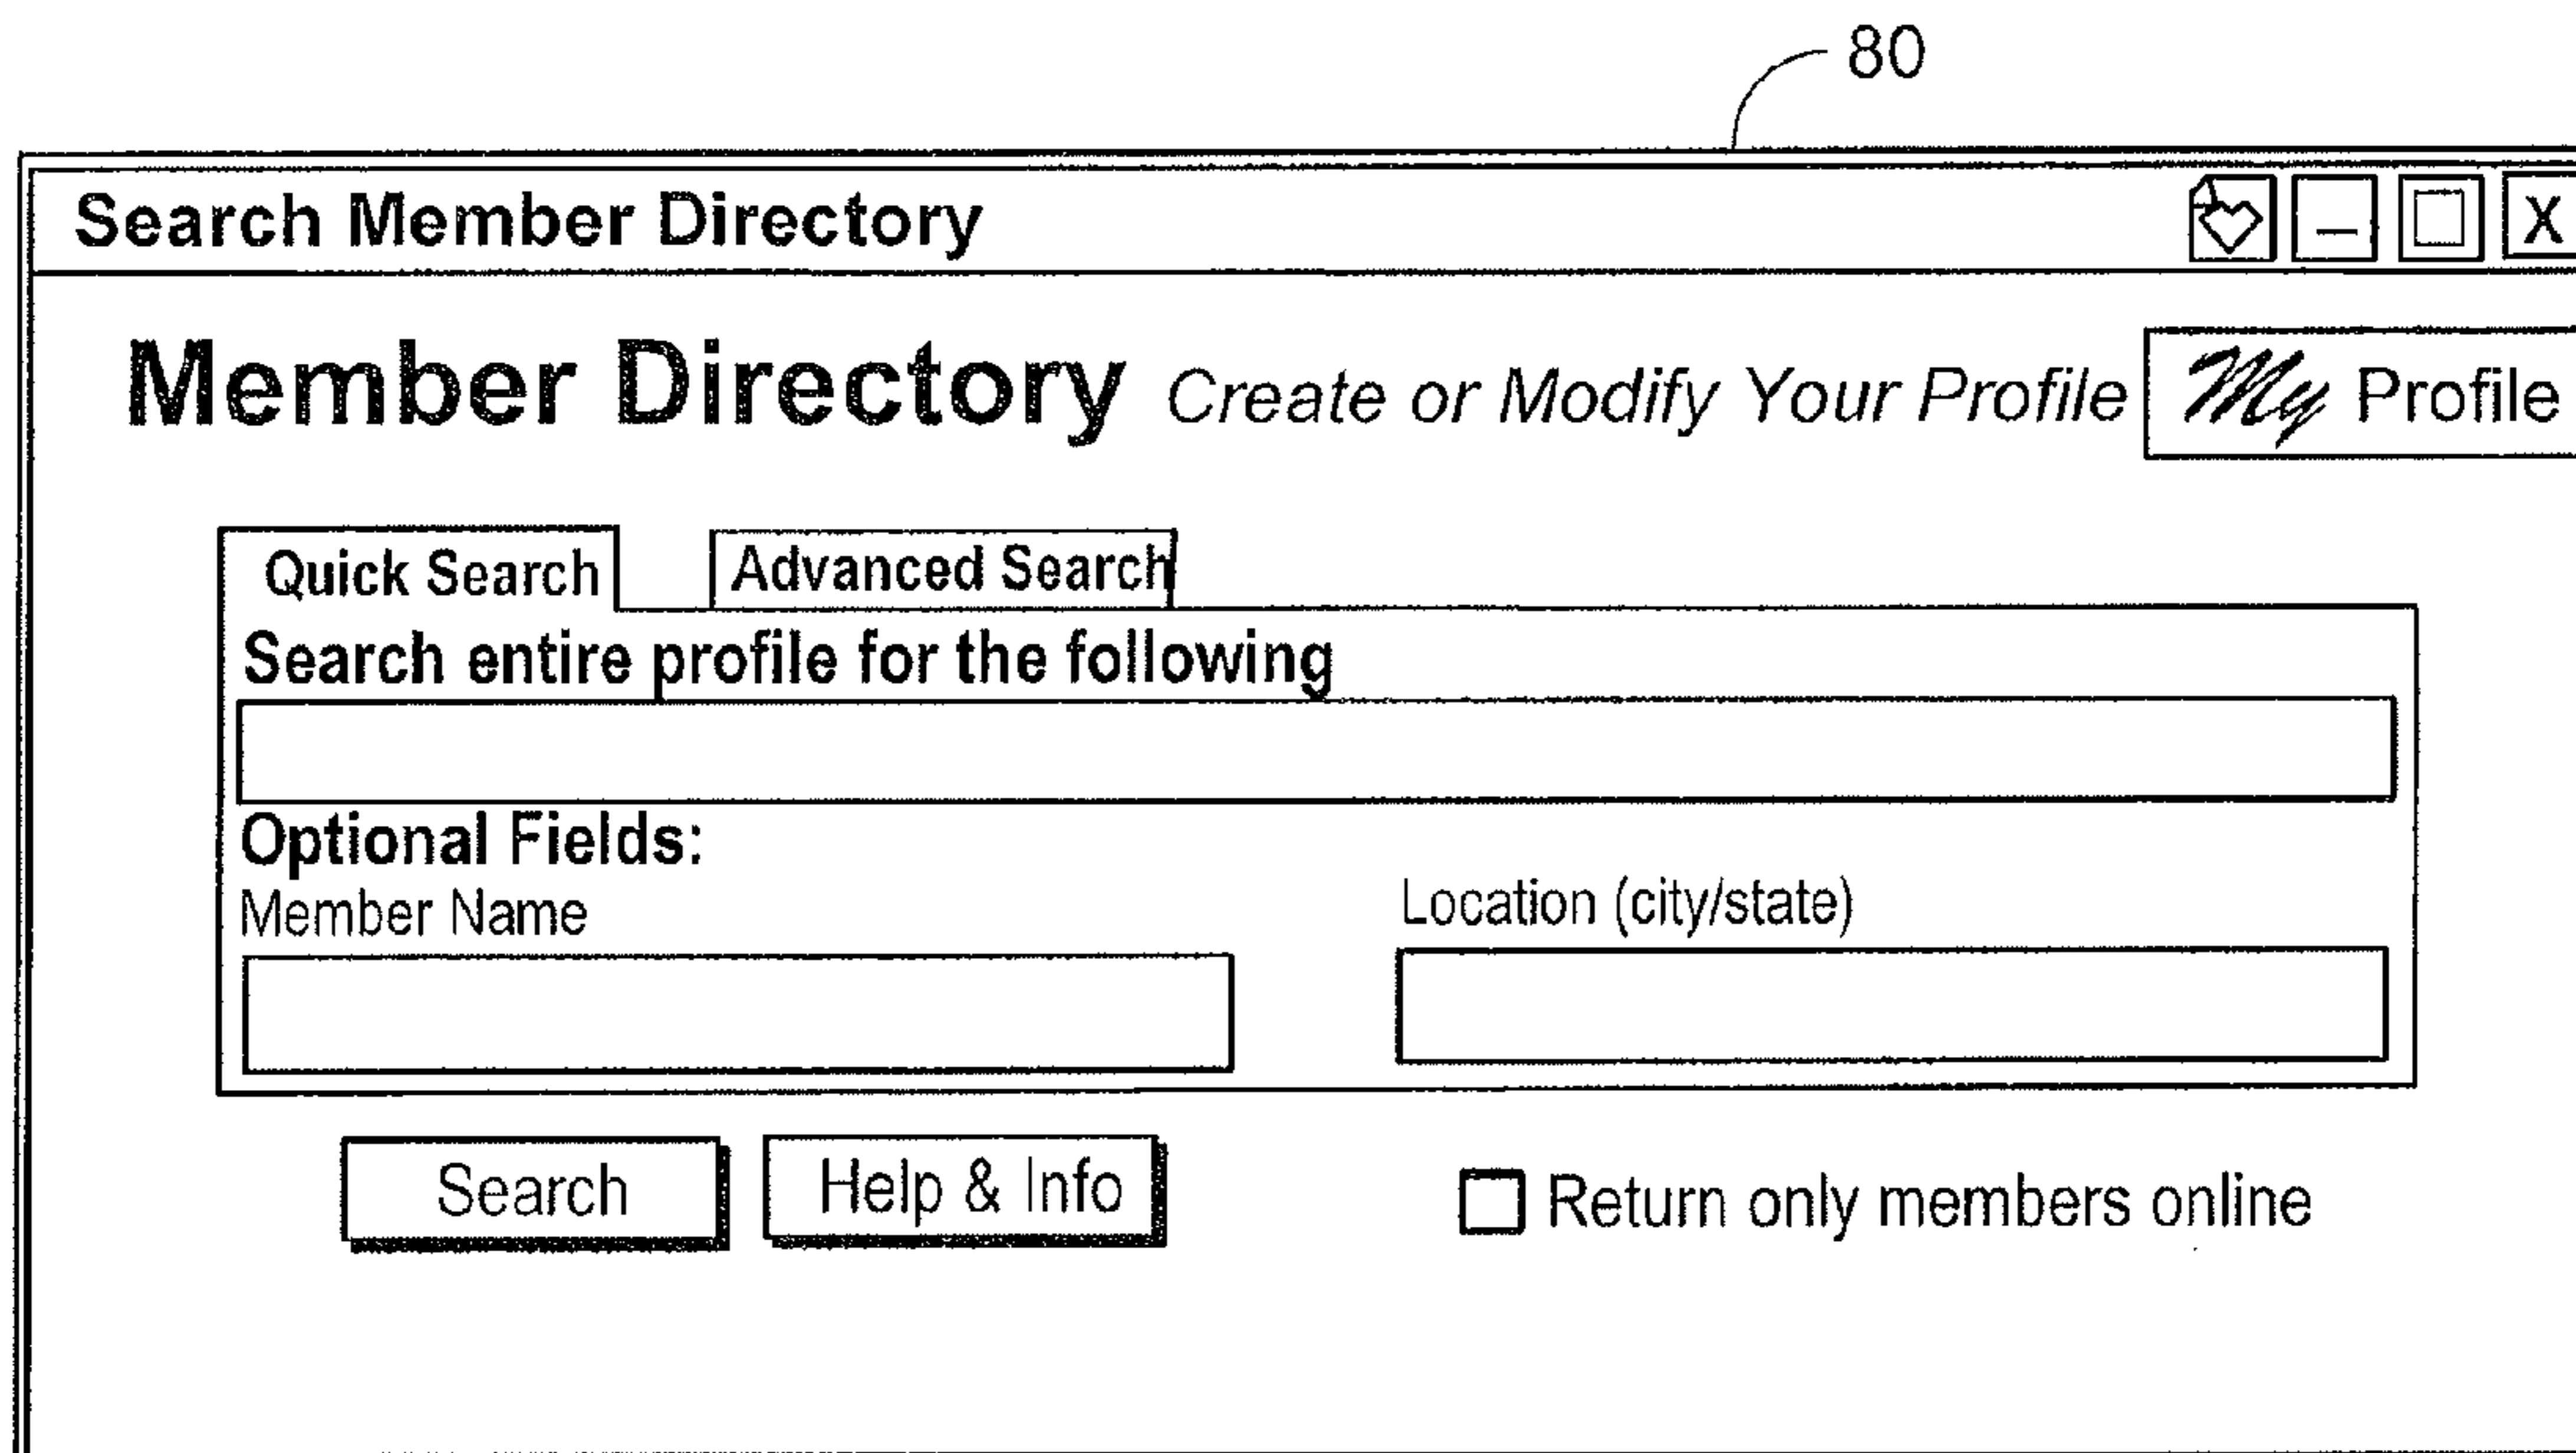 80
Search Member Directory X
Member Directory Create or Modify Your Profile My Profile
Quick Search Advanced Search
Search entire profile for the following
Optional Fields:
Member Name Location (city/state)
Search Help & Info Return only members online